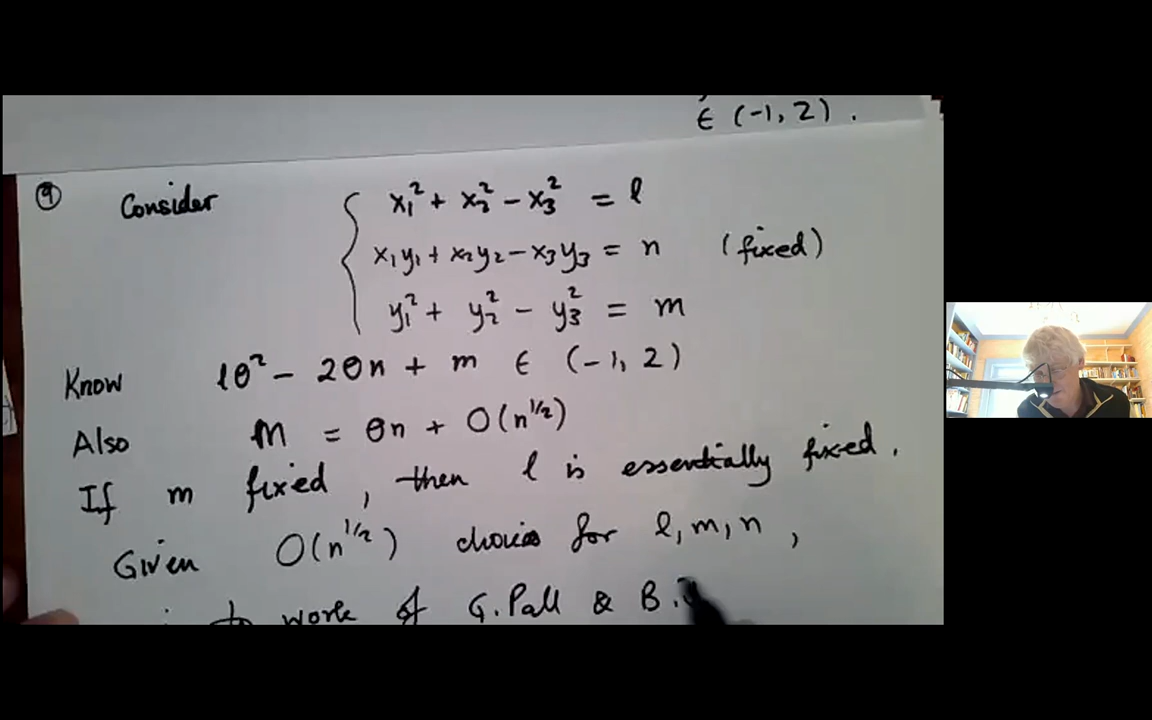 ∈ (-1, 2) .
⑨ Consider { x₁² + x₂² - x₃² = l
x₁y₁ + x₂y₂ - x₃y₃ = n (fixed)
y₁² + y₂² - y₃² = m
Know lθ² - 2θn + m ∈ (-1, 2)
Also m = θn + O(n^{1/2})
If m fixed, then l is essentially fixed.
Given O(n^{1/2}) choices for l, m, n,
to work of G. Pall & B.